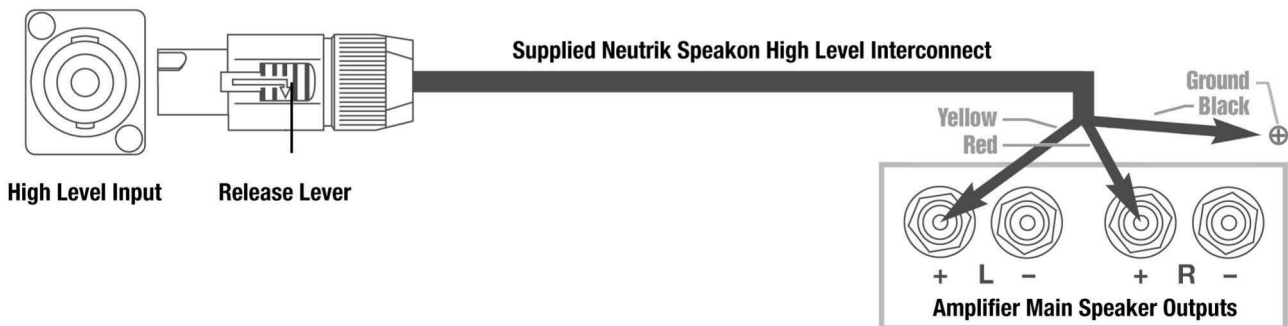 Supplied Neutrik Speakon High Level Interconnect
Ground
Black
Yellow
Red
High Level Input
Release Lever
+ L − + R −
Amplifier Main Speaker Outputs